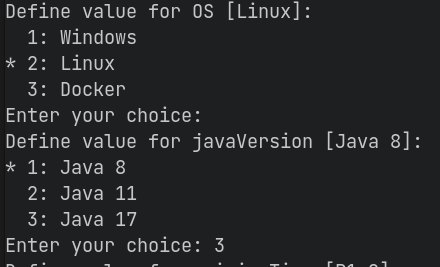 Define value for OS [Linux]:
  1: Windows
* 2: Linux
  3: Docker
Enter your choice:
Define value for javaVersion [Java 8]:
* 1: Java 8
  2: Java 11
  3: Java 17
Enter your choice: 3